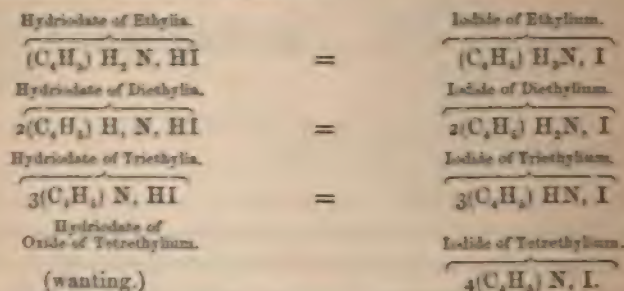 Hydriodate of Ethylia. Iodide of Ethylium.
(C₄H₅) H₂ N, HI = (C₄H₅) H₃N, I
Hydriodate of Diethylia. Iodide of Diethylium.
2(C₄H₅) H, N, HI = 2(C₄H₅) H₂N, I
Hydriodate of Triethylia. Iodide of Triethylium.
3(C₄H₅) N, HI = 3(C₄H₅) HN, I
Hydriodate of
Oxide of Tetrethylium. Iodide of Tetrethylium.
(wanting.) 4(C₄H₅) N, I.